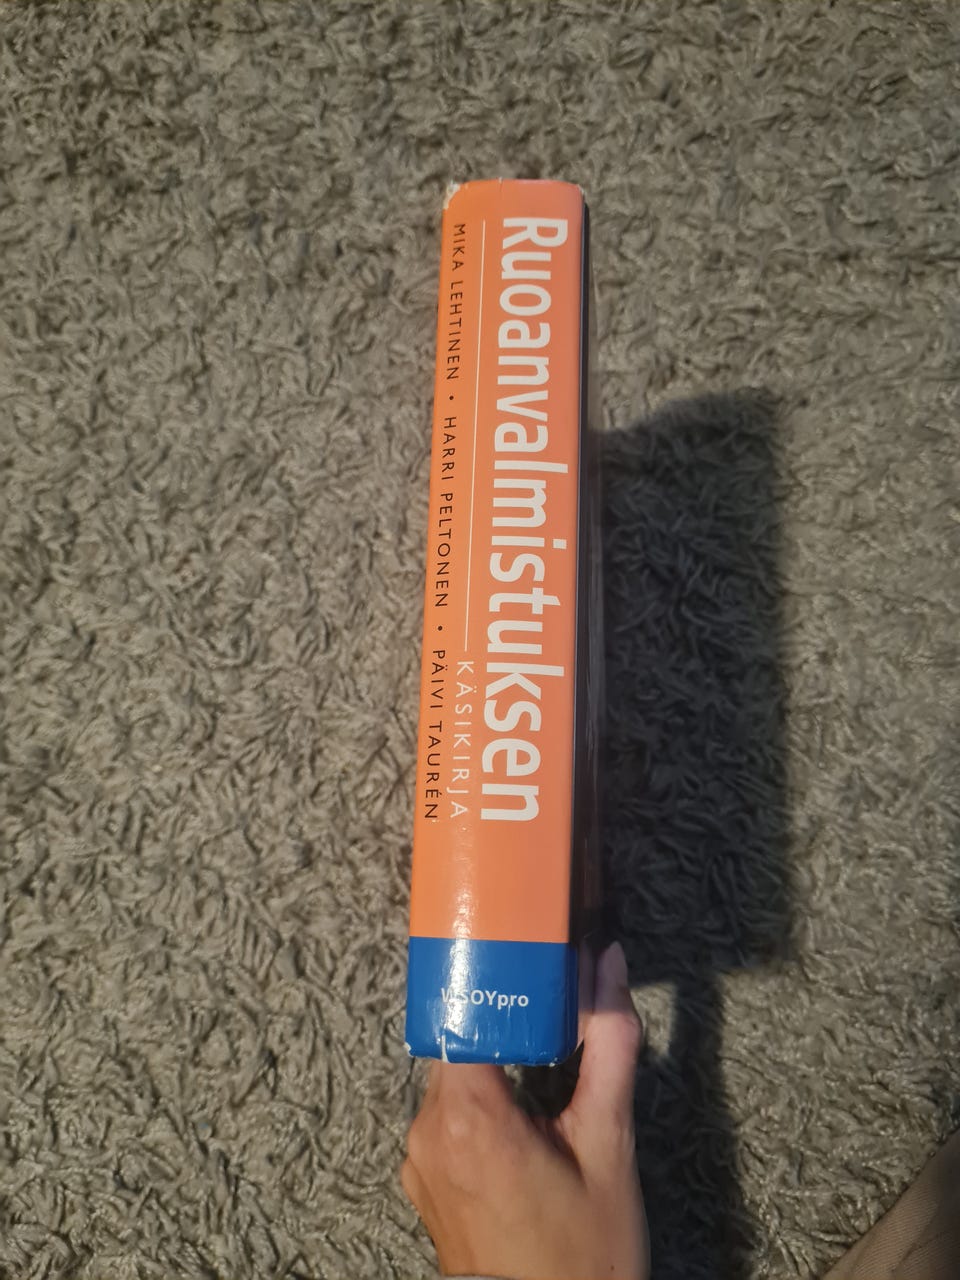 Ruoanvalmistuksen
KÄSIKIRJA
MIKA LEHTINEN • HARRI PELTONEN • PÄIVI TAURÉN
WSOYpro